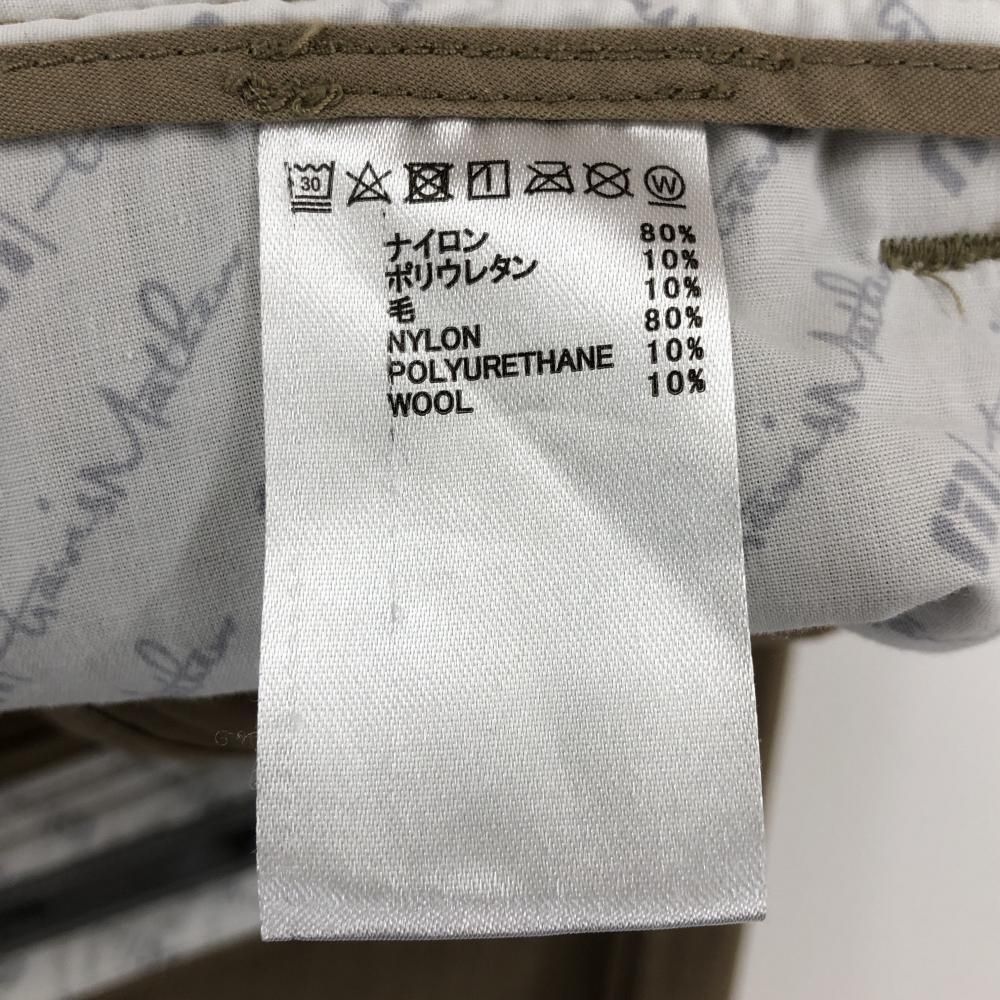 30
W
ナイロン 80%
ポリウレタン 10%
毛 10%
NYLON 80%
POLYURETHANE 10%
WOOL 10%